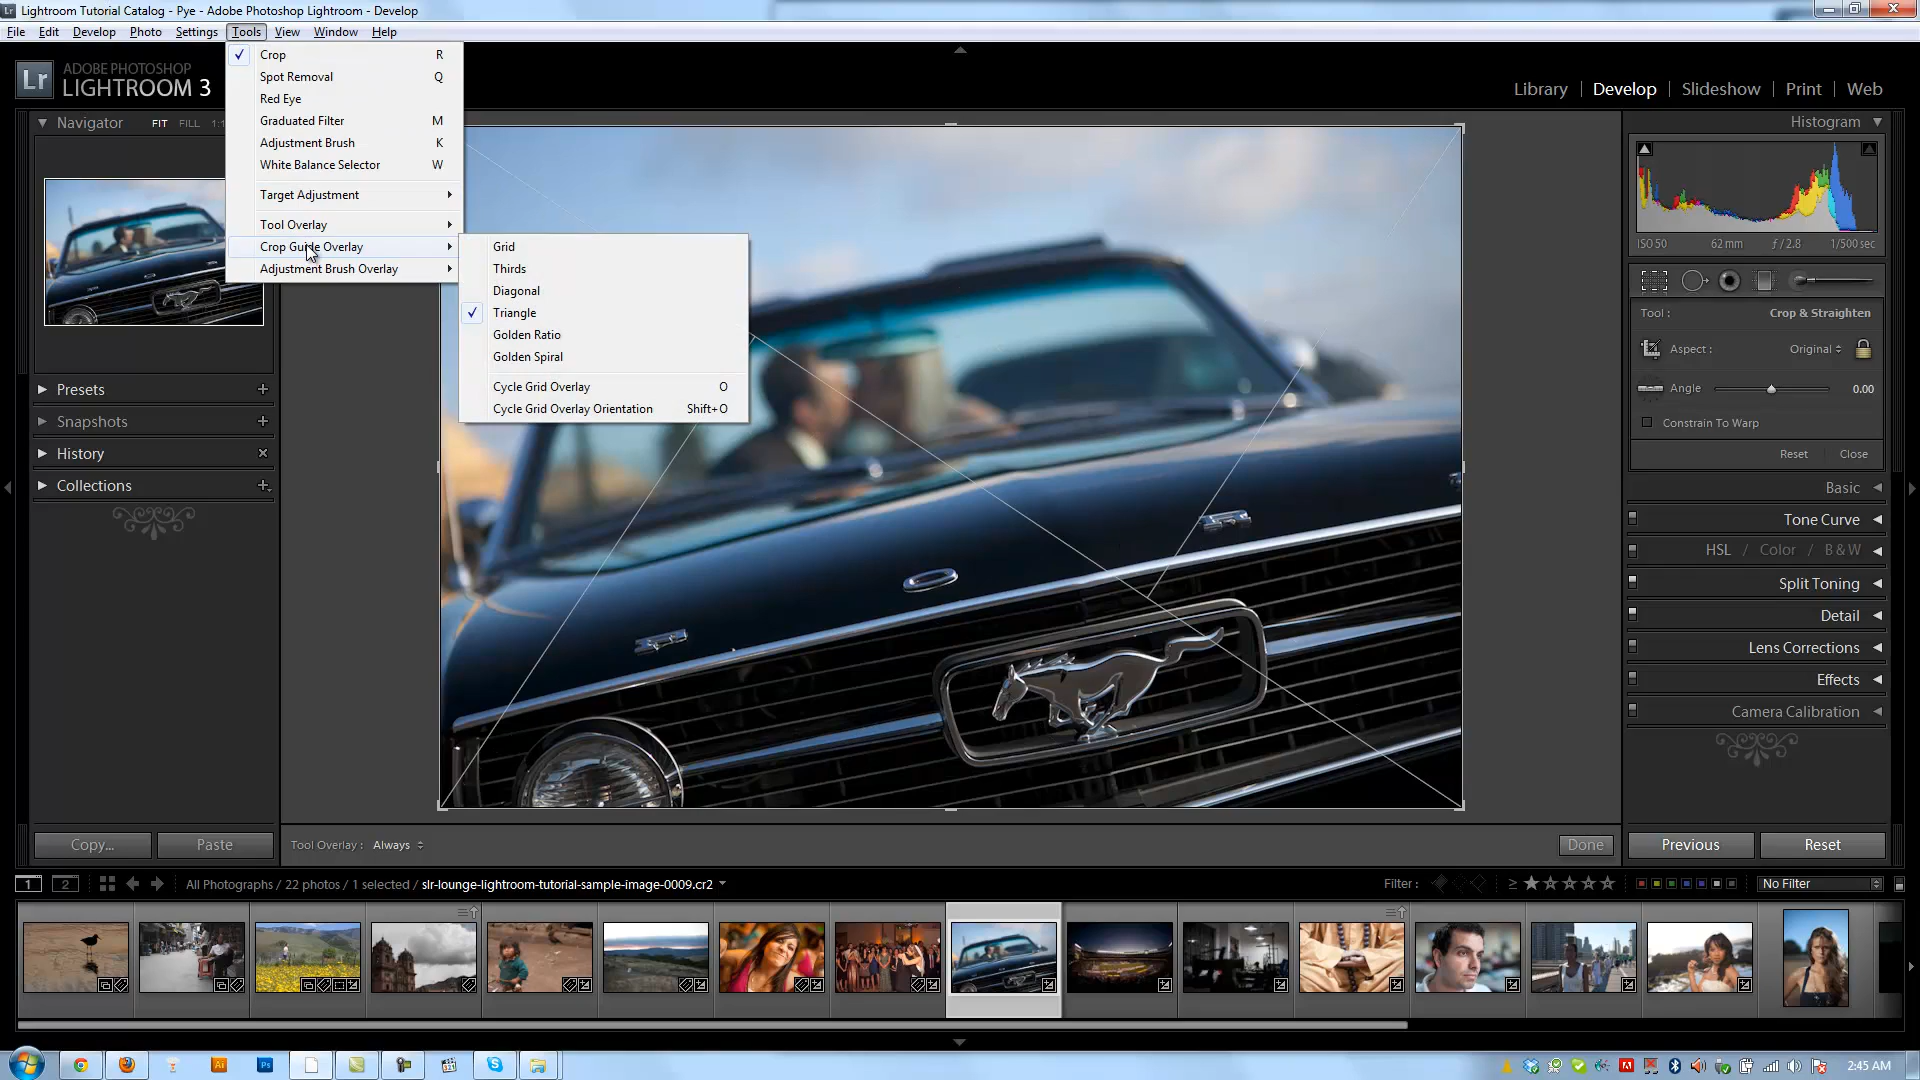 Lightroom Tutorial Catalog - Pye - Adobe Photoshop Lightroom - Develop
File Edit Develop Photo Settings Tools View Window Help
Crop R
Spot Removal Q
Red Eye
Graduated Filter M
Adjustment Brush K
White Balance Selector W
Target Adjustment
Tool Overlay
Crop Guide Overlay
Adjustment Brush Overlay
Grid
Thirds
Diagonal
Triangle
Golden Ratio
Golden Spiral
Cycle Grid Overlay O
Cycle Grid Overlay Orientation Shift+O
Lr ADOBE PHOTOSHOP
LIGHTROOM 3
Library Develop Slideshow Print Web
Navigator FIT FILL 1:1
Presets
Snapshots
History
Collections
Copy... Paste
Tool Overlay : Always
Done
Histogram
ISO 50 62 mm ƒ / 2.8 1/500 sec
Tool : Crop & Straighten
Aspect : Original
Angle 0.00
Constrain To Warp
Reset Close
Basic
Tone Curve
HSL / Color / B & W
Split Toning
Detail
Lens Corrections
Effects
Camera Calibration
Previous Reset
1 2 All Photographs / 22 photos / 1 selected / slr-lounge-lightroom-tutorial-sample-image-0009.cr2
Filter : ≥ No Filter
Ai Ps
2:45 AM